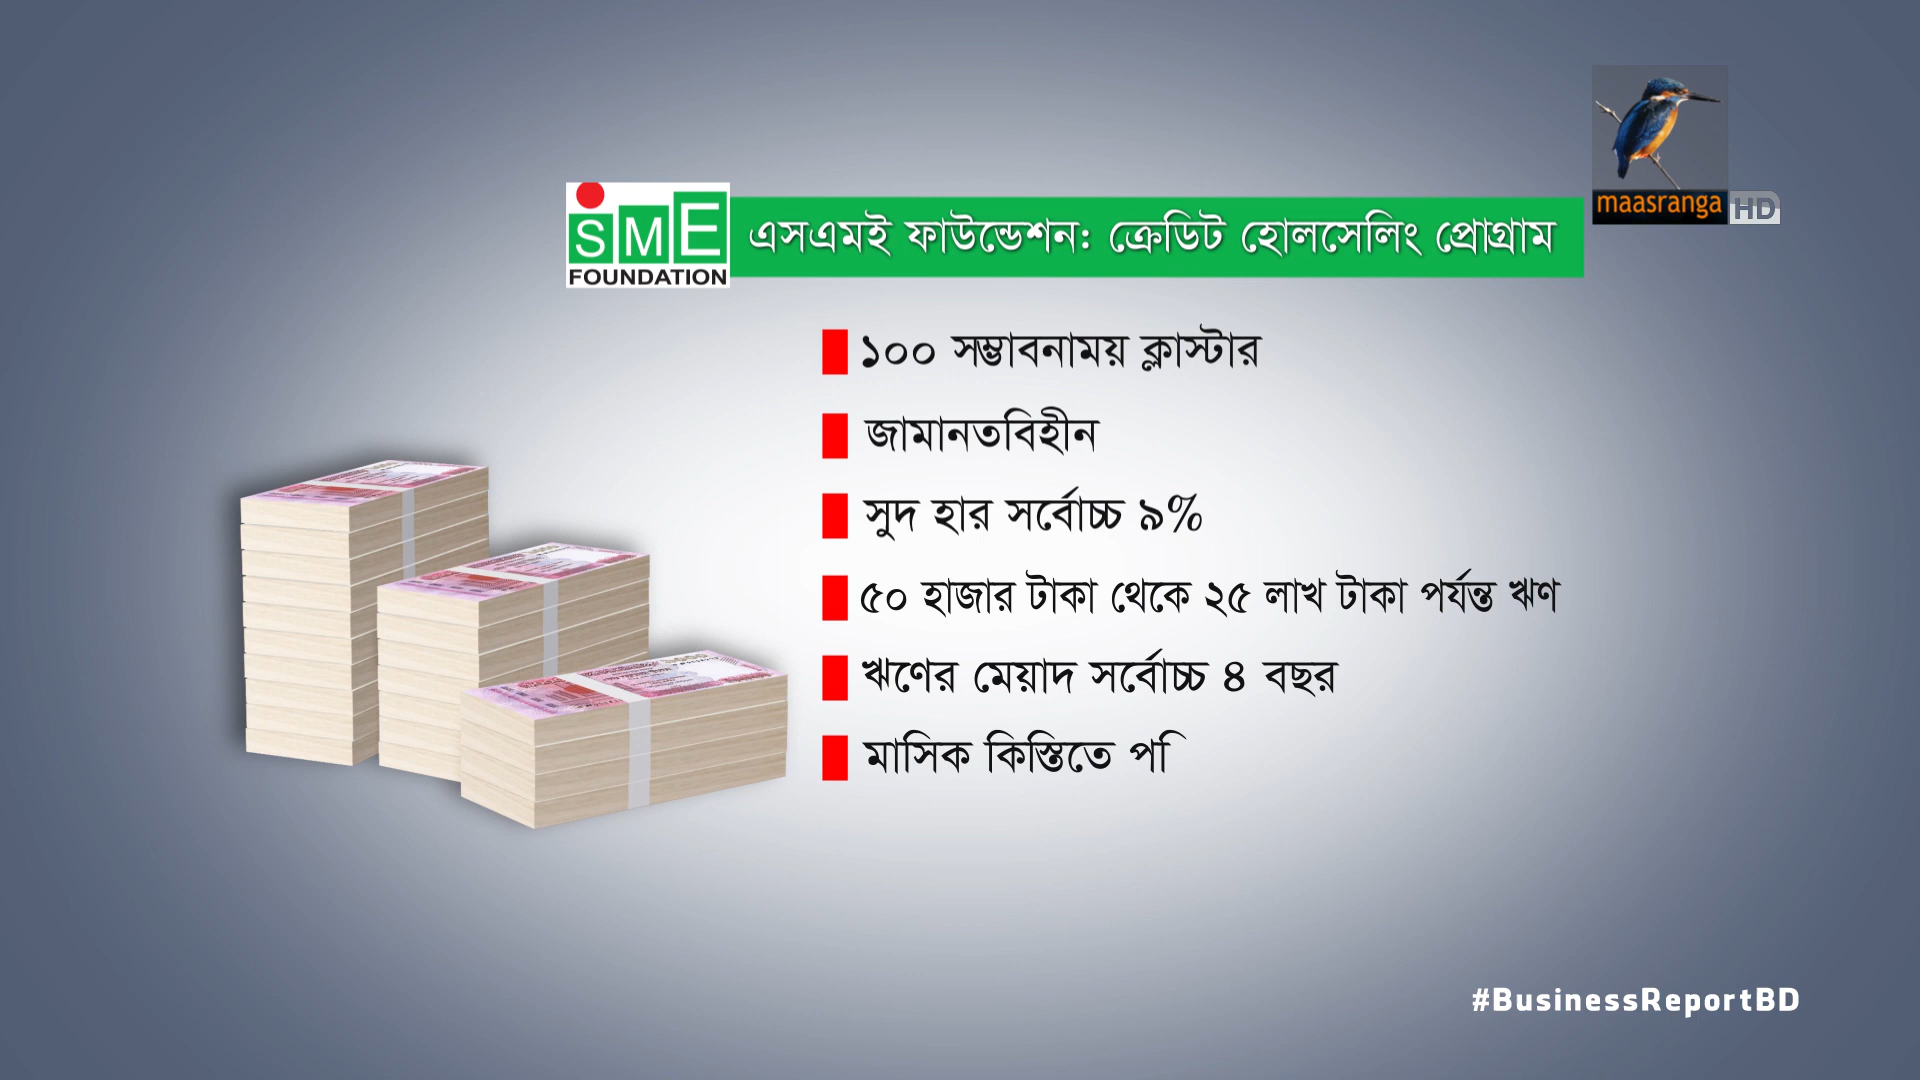 maasranga HD
SME
FOUNDATION
এসএমই ফাউন্ডেশন: ক্রেডিট হোলসেলিং প্রোগ্রাম
১০০ সম্ভাবনাময় ক্লাস্টার
জামানতবিহীন
সুদ হার সর্বোচ্চ ৯%
৫০ হাজার টাকা থেকে ২৫ লাখ টাকা পর্যন্ত ঋণ
ঋণের মেয়াদ সর্বোচ্চ ৪ বছর
মাসিক কিস্তিতে পি
#BusinessReportBD